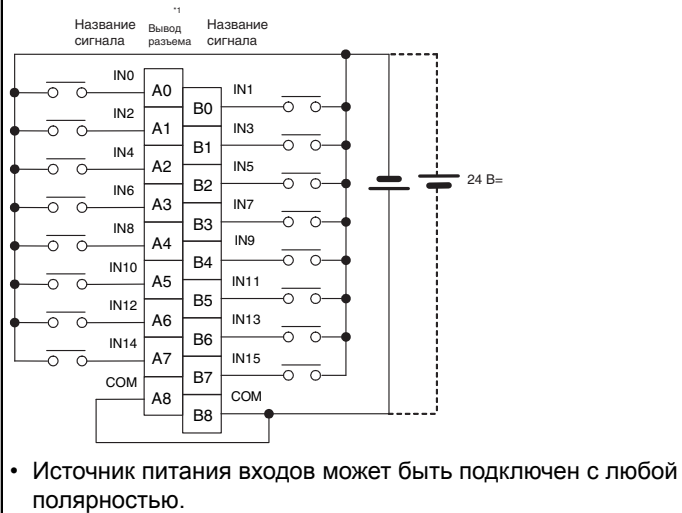 *1
Название Вывод Название
сигнала разъема сигнала
IN0 A0 IN1
B0
IN2 A1 IN3
B1
IN4 A2 IN5
B2
IN6 A3 IN7
B3
IN8 A4 IN9
B4
IN10 A5 IN11
B5
IN12 A6 IN13
B6
IN14 A7 IN15
B7
COM A8 COM
B8
24 В=
• Источник питания входов может быть подключен с любой
полярностью.